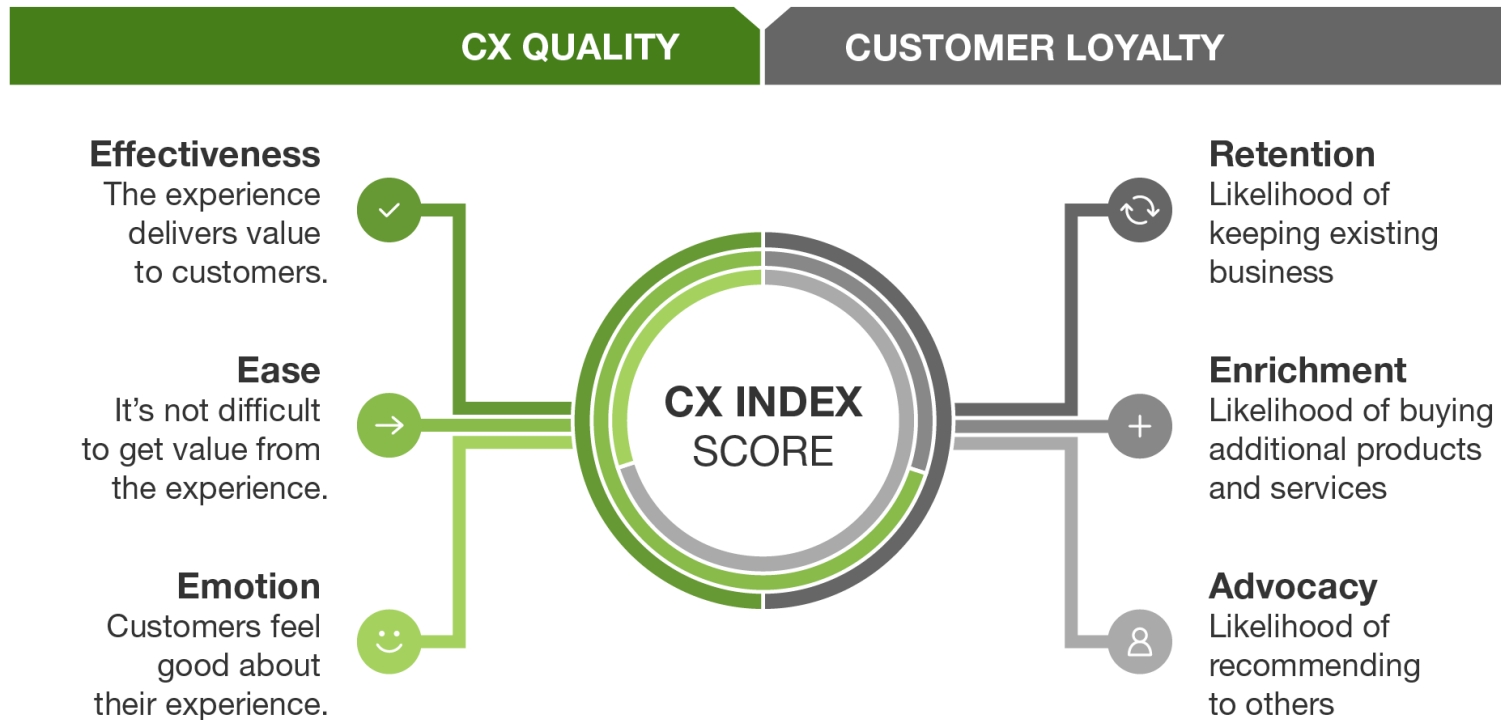 CX QUALITY
CUSTOMER LOYALTY
Effectiveness
The experience
delivers value
to customers.
Ease
It’s not difficult
to get value from
the experience.
Emotion
Customers feel
good about
their experience.
CX INDEX
SCORE
Retention
Likelihood of
keeping existing
business
Enrichment
Likelihood of buying
additional products
and services
Advocacy
Likelihood of
recommending
to others